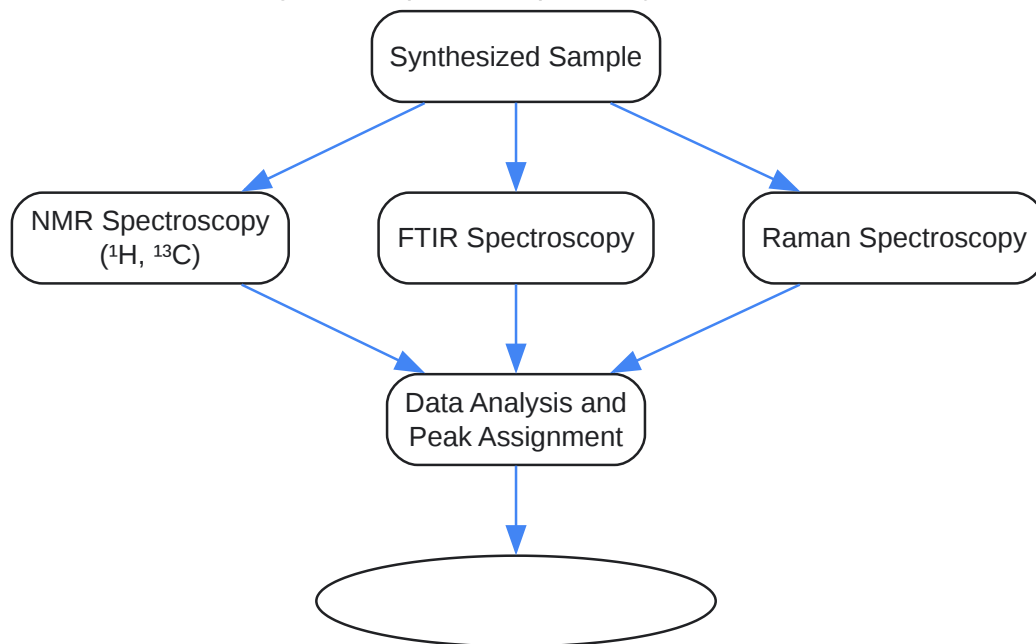 Synthesized Sample
NMR Spectroscopy
(¹H, ¹³C)
FTIR Spectroscopy
Raman Spectroscopy
Data Analysis and
Peak Assignment